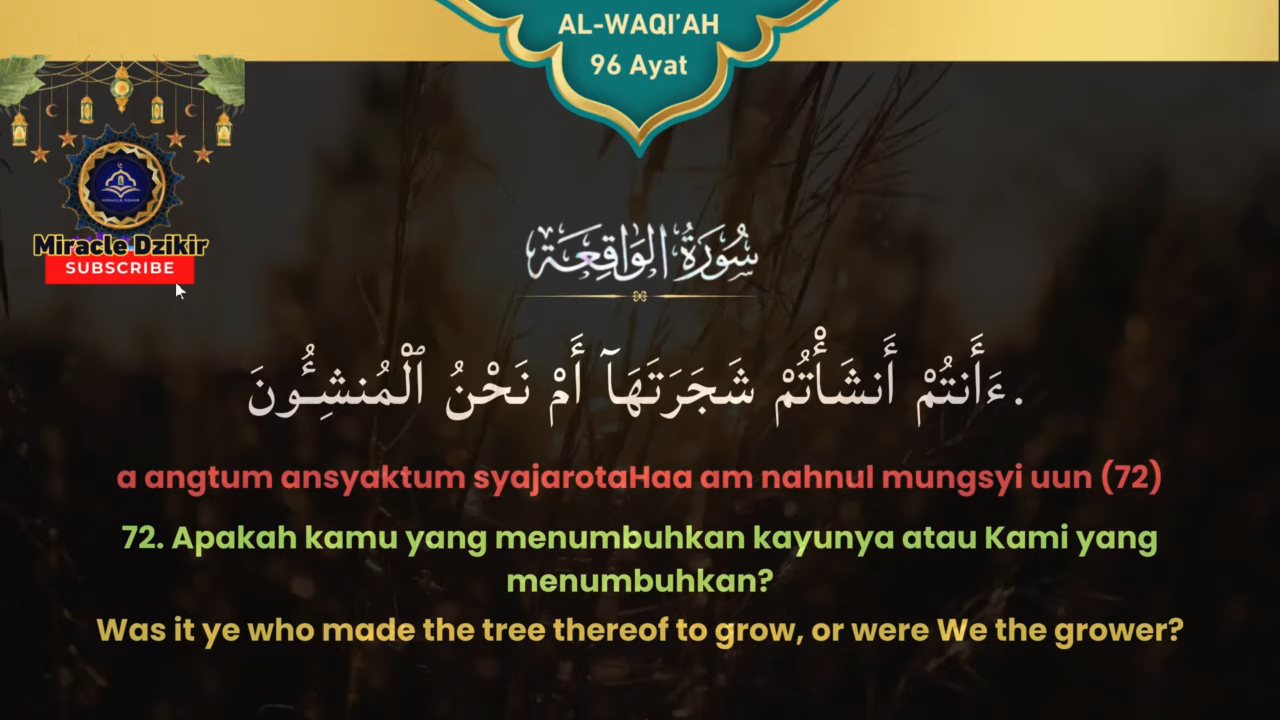 AL-WAQI'AH
96 Ayat
Miracle Dzikir
SUBSCRIBE
سُورَةُ الوَاقِعَة
ءَأَنتُمْ أَنشَأْتُمْ شَجَرَتَهَآ أَمْ نَحْنُ ٱلْمُنشِـُٔونَ.
a angtum ansyaktum syajarotaHaa am nahnul mungsyi uun (72)
72. Apakah kamu yang menumbuhkan kayunya atau Kami yang
menumbuhkan?
Was it ye who made the tree thereof to grow, or were We the grower?